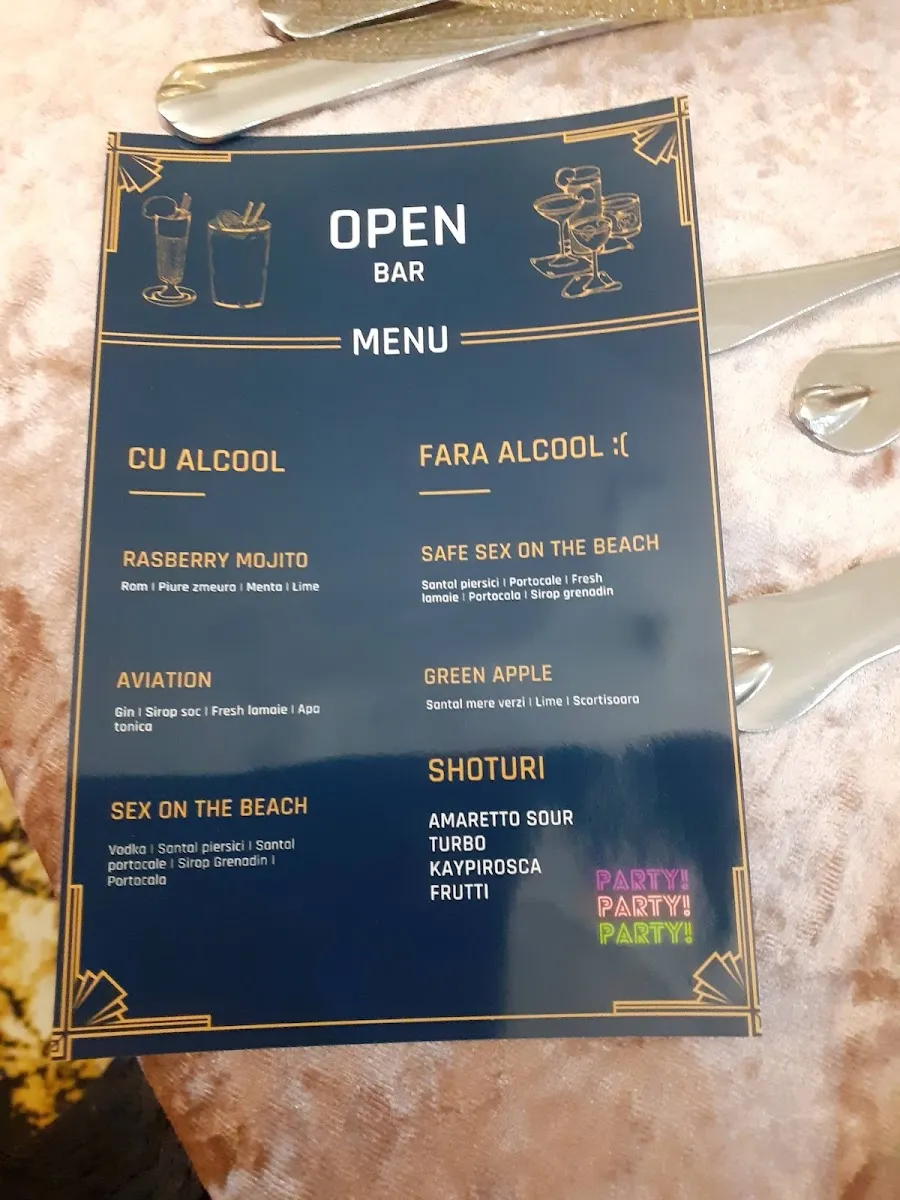 OPEN
BAR
MENU
CU ALCOOL
RASBERRY MOJITO
Rom | Piure zmeura | Menta | Lime
AVIATION
Gin | Sirop soc | Fresh lamaie | Apa
tonica
SEX ON THE BEACH
Vodka | Santal piersici | Santal
portocale | Sirop Grenadin |
Portocala
FARA ALCOOL :(
SAFE SEX ON THE BEACH
Santal piersici | Portocale | Fresh
lamaie | Portocala | Sirop grenadin
GREEN APPLE
Santal mere verzi | Lime | Scortisoara
SHOTURI
AMARETTO SOUR
TURBO
KAYPIROSCA
FRUTTI
PARTY!
PARTY!
PARTY!